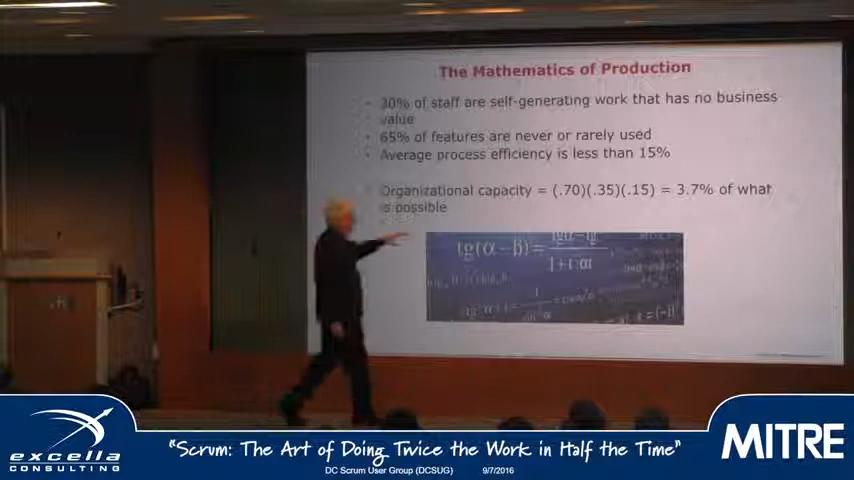 The Mathematics of Production
30% of staff are self-generating work that has no business
value
65% of features are never or rarely used
Average process efficiency is less than 15%
Organizational capacity = (.70)(.35)(.15) = 3.7% of what
is possible
tg(α-β)=
excella
CONSULTING
"Scrum: The Art of Doing Twice the Work in Half the Time"
DC Scrum User Group (DCSUG) 9/7/2016
MITRE